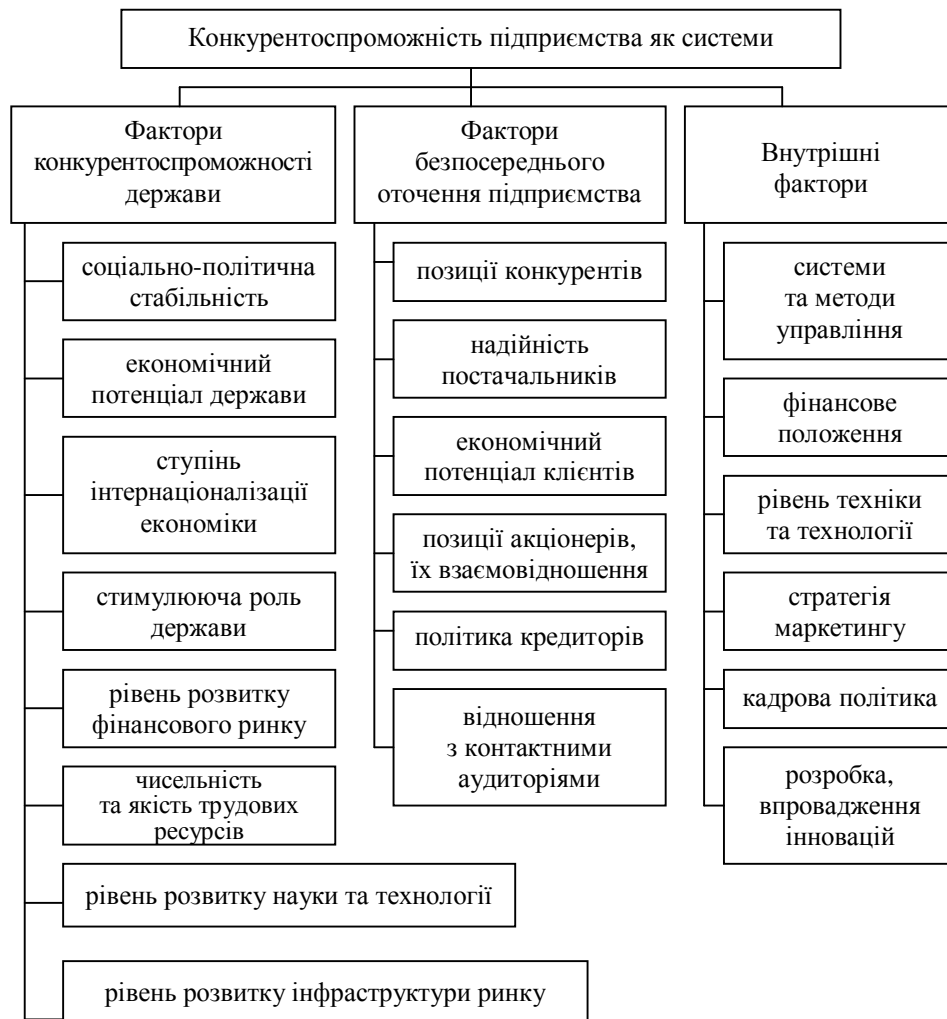 Конкурентоспроможність підприємства як системи
Фактори
конкурентоспроможності
держави
соціально-політична
стабільність
економічний
потенціал держави
ступінь
інтернаціоналізації
економіки
стимулююча роль
держави
рівень розвитку
фінансового ринку
чисельність
та якість трудових
ресурсів
рівень розвитку науки та технології
рівень розвитку інфраструктури ринку
Фактори
безпосереднього
оточення підприємства
позиції конкурентів
надійність
постачальників
економічний
потенціал клієнтів
позиції акціонерів,
їх взаємовідношення
політика кредиторів
відношення
з контактними
аудиторіями
Внутрішні
фактори
системи
та методи
управління
фінансове
положення
рівень техніки
та технології
стратегія
маркетингу
кадрова політика
розробка,
впровадження
інновацій